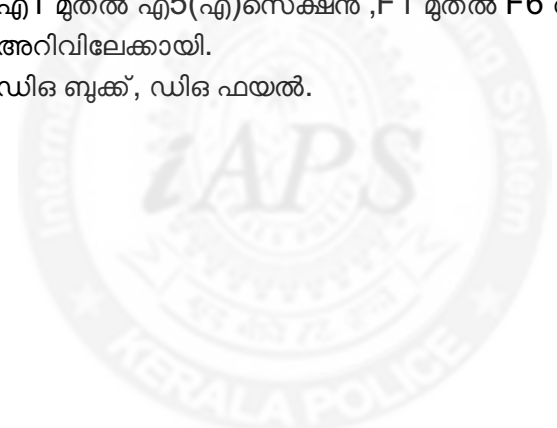 എ1 മുതൽ എ5(എ)സെക്ഷൻ ,F1 മുതൽ F6
അറിവിലേക്കായി.
ഡിഒ ബുക്ക്, ഡിഒ ഫയൽ.
iAPS
System
KERALA POLICE